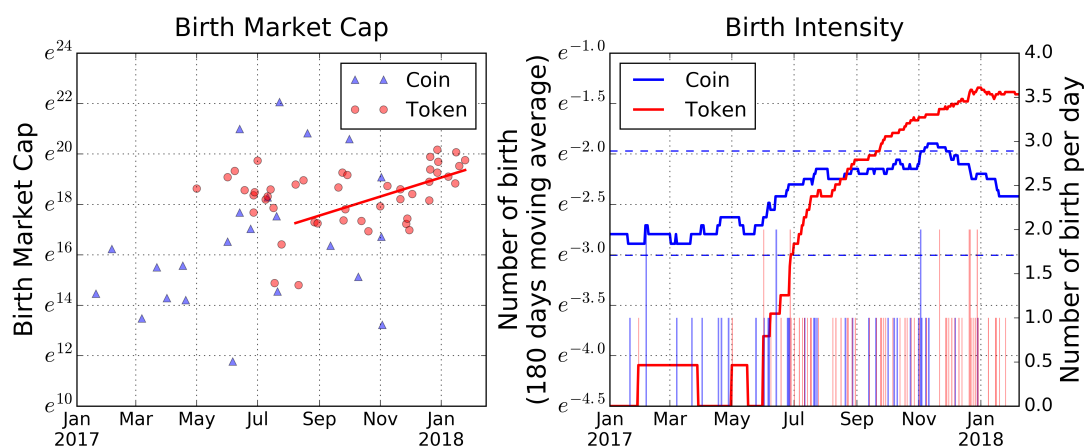 Birth Market Cap
Birth Market Cap
e^24
e^22
e^20
e^18
e^16
e^14
e^12
e^10
Coin
Token
Jan
2017
Mar
May
Jul
Sep
Nov
Jan
2018
Birth Intensity
Number of birth
(180 days moving average)
e^−1.0
e^−1.5
e^−2.0
e^−2.5
e^−3.0
e^−3.5
e^−4.0
e^−4.5
Coin
Token
4.0
3.5
3.0
2.5
2.0
1.5
1.0
0.5
0.0
Number of birth per day
Jan
2017
Mar
May
Jul
Sep
Nov
Jan
2018